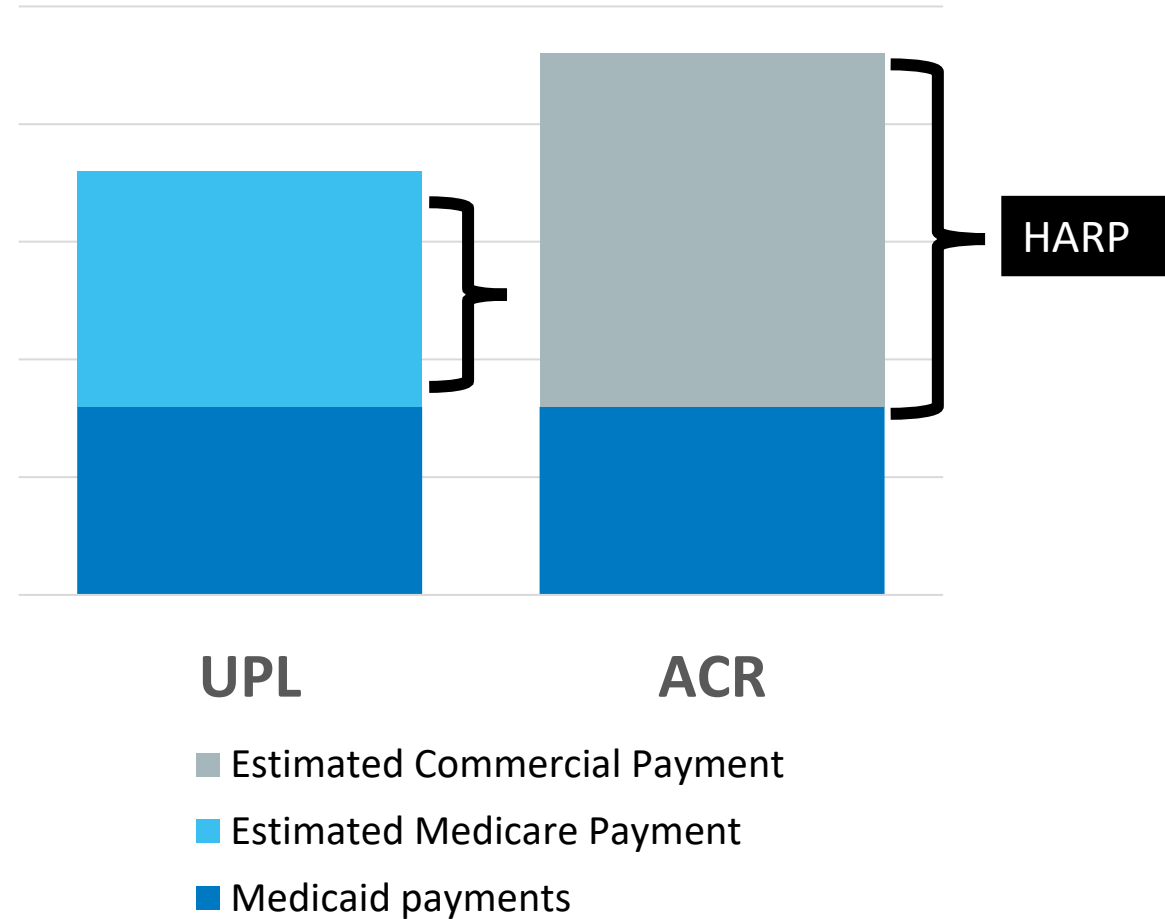 HARP
UPL
ACR
Estimated Commercial Payment
Estimated Medicare Payment
Medicaid payments